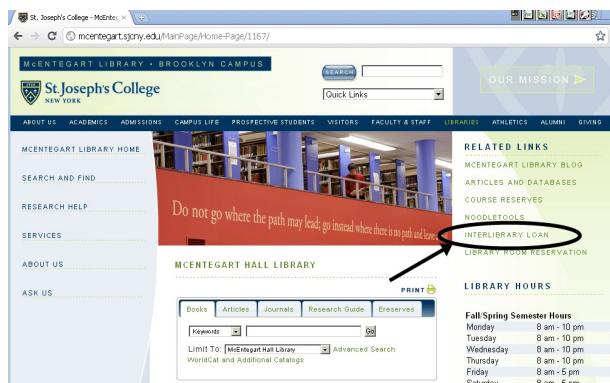 St. Joseph's College - McEnteg
mcentegart.sjcny.edu/MainPage/Home-Page/1167/
McENTEGART LIBRARY • BROOKLYN CAMPUS
St. Joseph's College
NEW YORK
SEARCH
Quick Links
OUR MISSION
ABOUT US ACADEMICS ADMISSIONS CAMPUS LIFE PROSPECTIVE STUDENTS VISITORS FACULTY & STAFF LIBRARIES ATHLETICS ALUMNI GIVING
MCENTEGART LIBRARY HOME
SEARCH AND FIND
RESEARCH HELP
SERVICES
ABOUT US
ASK US
Do not go where the path may lead; go instead where there is no path and leave
MCENTEGART HALL LIBRARY
PRINT
Books Articles Journals Research Guide Ereserves
Keywords Go
Limit To: McEntegart Hall Library Advanced Search
WorldCat and Additional Catalogs
RELATED LINKS
MCENTEGART LIBRARY BLOG
ARTICLES AND DATABASES
COURSE RESERVES
NOODLETOOLS
INTERLIBRARY LOAN
LIBRARY ROOM RESERVATION
LIBRARY HOURS
Fall/Spring Semester Hours
Monday 8 am - 10 pm
Tuesday 8 am - 10 pm
Wednesday 8 am - 10 pm
Thursday 8 am - 10 pm
Friday 8 am - 5 pm
Saturday 8 am - 5 pm